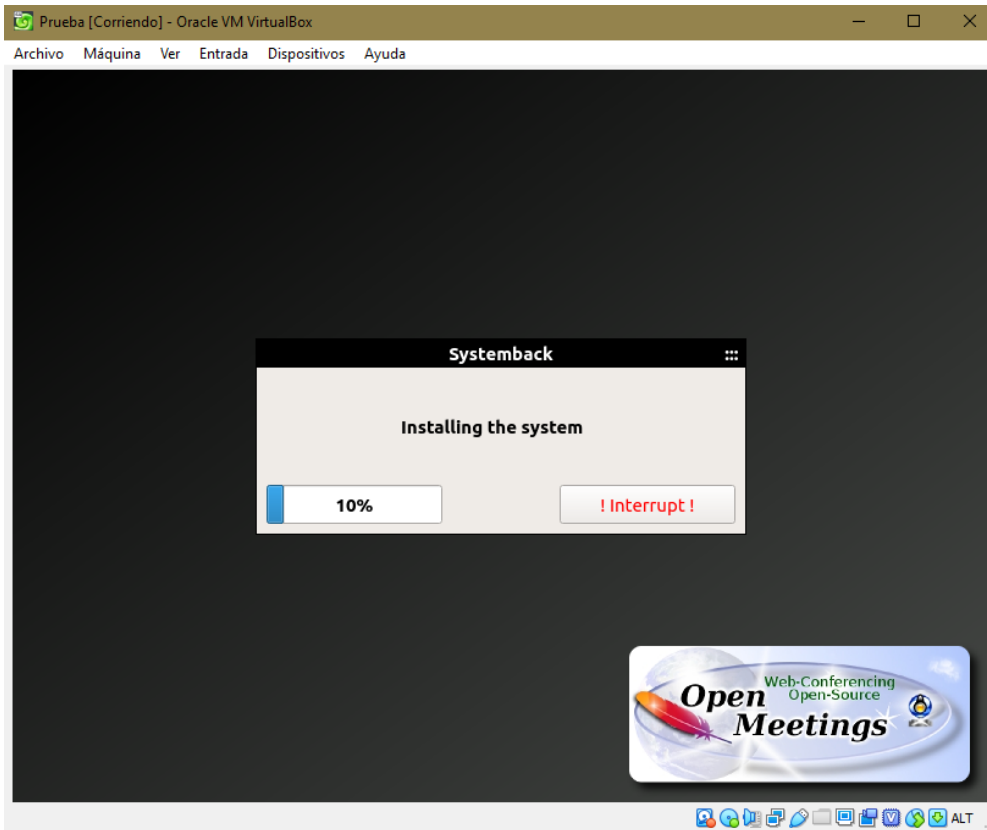 Prueba [Corriendo] - Oracle VM VirtualBox
Archivo Máquina Ver Entrada Dispositivos Ayuda
Systemback
Installing the system
10% ! Interrupt !
Web-Conferencing
Open Open-Source
Meetings
ALT